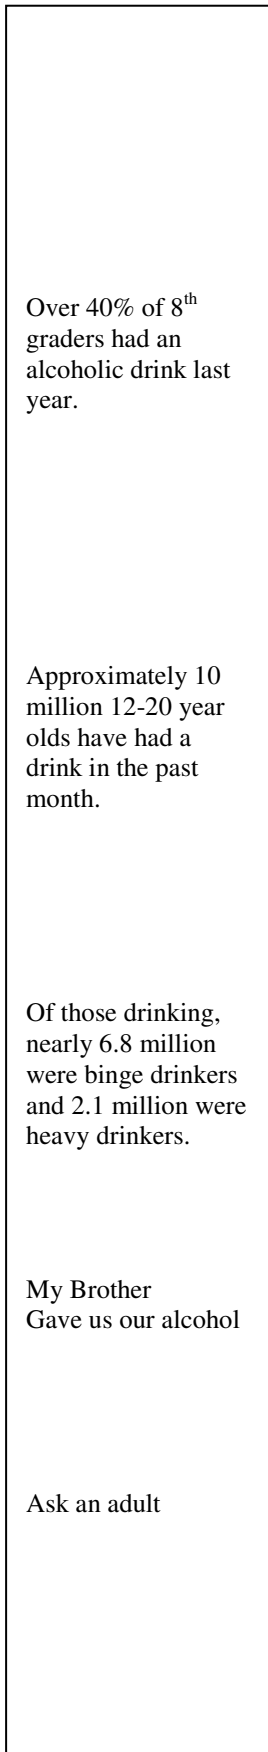 Over 40% of 8th
graders had an
alcoholic drink last
year.
Approximately 10
million 12-20 year
olds have had a
drink in the past
month.
Of those drinking,
nearly 6.8 million
were binge drinkers
and 2.1 million were
heavy drinkers.
My Brother
Gave us our alcohol
Ask an adult